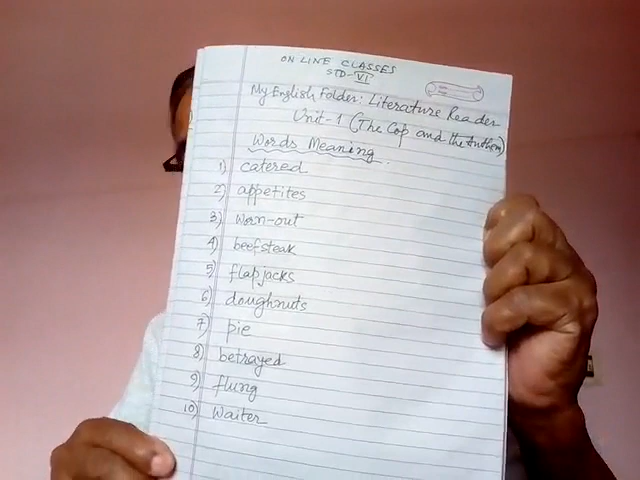 ON LINE CLASSES
STD-VI
My English Folder: Literature Reader
Unit-1 (The Cop and the Anthem)
Words Meaning.
1) catered
2) appetites
3) worn-out
4) beefsteak
5) flapjacks
6) doughnuts
7) pie
8) betrayed
9) flung
10) Waiter